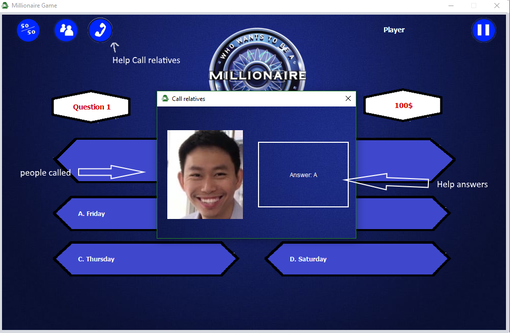 Millionaire Game
50
50
Player
Help Call relatives
WHO WANTS TO BE A
MILLIONAIRE
Question 1
100$
Call relatives
people called
Answer: A
Help answers
A. Friday
C. Thursday
D. Saturday